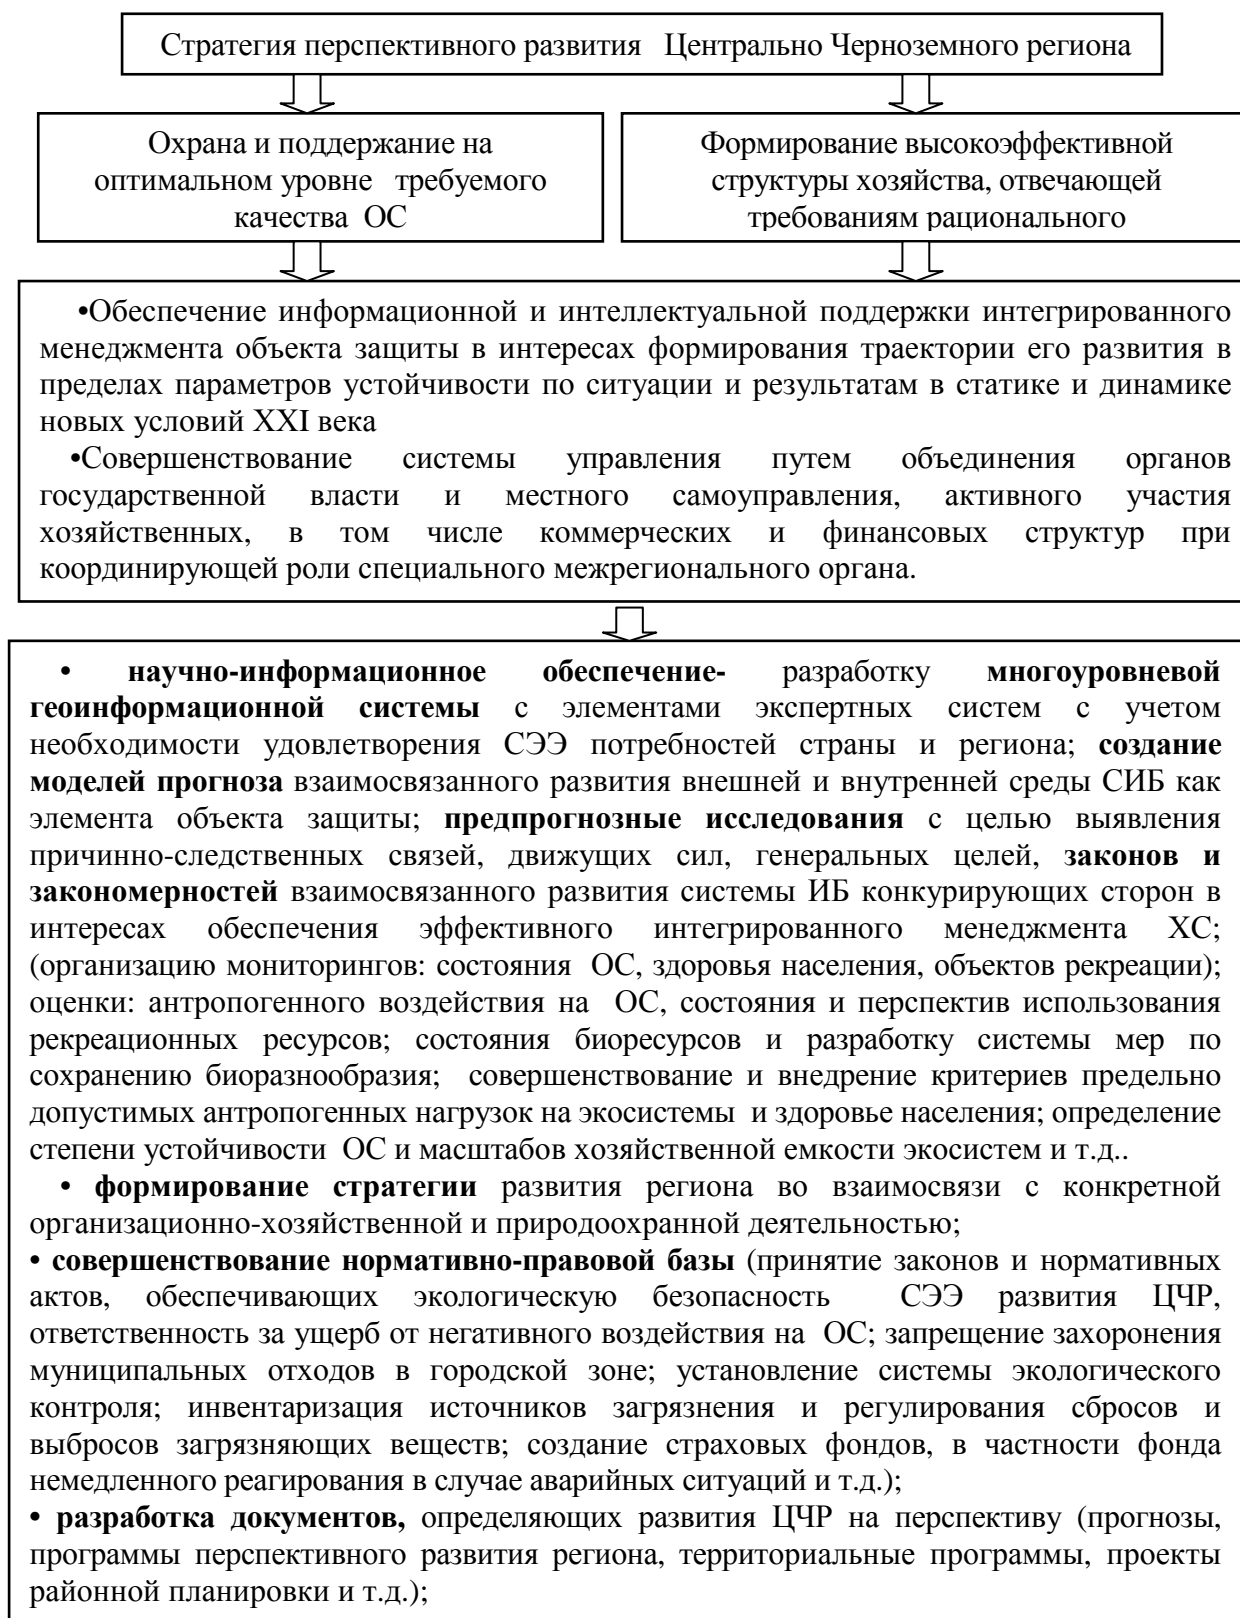 Стратегия перспективного развития Центрально Черноземного региона
Охрана и поддержание на
оптимальном уровне требуемого
качества ОС
Формирование высокоэффективной
структуры хозяйства, отвечающей
требованиям рационального
•Обеспечение информационной и интеллектуальной поддержки интегрированного
менеджмента объекта защиты в интересах формирования траектории его развития в
пределах параметров устойчивости по ситуации и результатам в статике и динамике
новых условий XXI века
•Совершенствование системы управления путем объединения органов
государственной власти и местного самоуправления, активного участия
хозяйственных, в том числе коммерческих и финансовых структур при
координирующей роли специального межрегионального органа.
• научно-информационное обеспечение- разработку многоуровневой
геоинформационной системы с элементами экспертных систем с учетом
необходимости удовлетворения СЭЭ потребностей страны и региона; создание
моделей прогноза взаимосвязанного развития внешней и внутренней среды СИБ как
элемента объекта защиты; предпрогнозные исследования с целью выявления
причинно-следственных связей, движущих сил, генеральных целей, законов и
закономерностей взаимосвязанного развития системы ИБ конкурирующих сторон в
интересах обеспечения эффективного интегрированного менеджмента ХС;
(организацию мониторингов: состояния ОС, здоровья населения, объектов рекреации);
оценки: антропогенного воздействия на ОС, состояния и перспектив использования
рекреационных ресурсов; состояния биоресурсов и разработку системы мер по
сохранению биоразнообразия; совершенствование и внедрение критериев предельно
допустимых антропогенных нагрузок на экосистемы и здоровье населения; определение
степени устойчивости ОС и масштабов хозяйственной емкости экосистем и т.д..
• формирование стратегии развития региона во взаимосвязи с конкретной
организационно-хозяйственной и природоохранной деятельностью;
• совершенствование нормативно-правовой базы (принятие законов и нормативных
актов, обеспечивающих экологическую безопасность СЭЭ развития ЦЧР,
ответственность за ущерб от негативного воздействия на ОС; запрещение захоронения
муниципальных отходов в городской зоне; установление системы экологического
контроля; инвентаризация источников загрязнения и регулирования сбросов и
выбросов загрязняющих веществ; создание страховых фондов, в частности фонда
немедленного реагирования в случае аварийных ситуаций и т.д.);
• разработка документов, определяющих развития ЦЧР на перспективу (прогнозы,
программы перспективного развития региона, территориальные программы, проекты
районной планировки и т.д.);